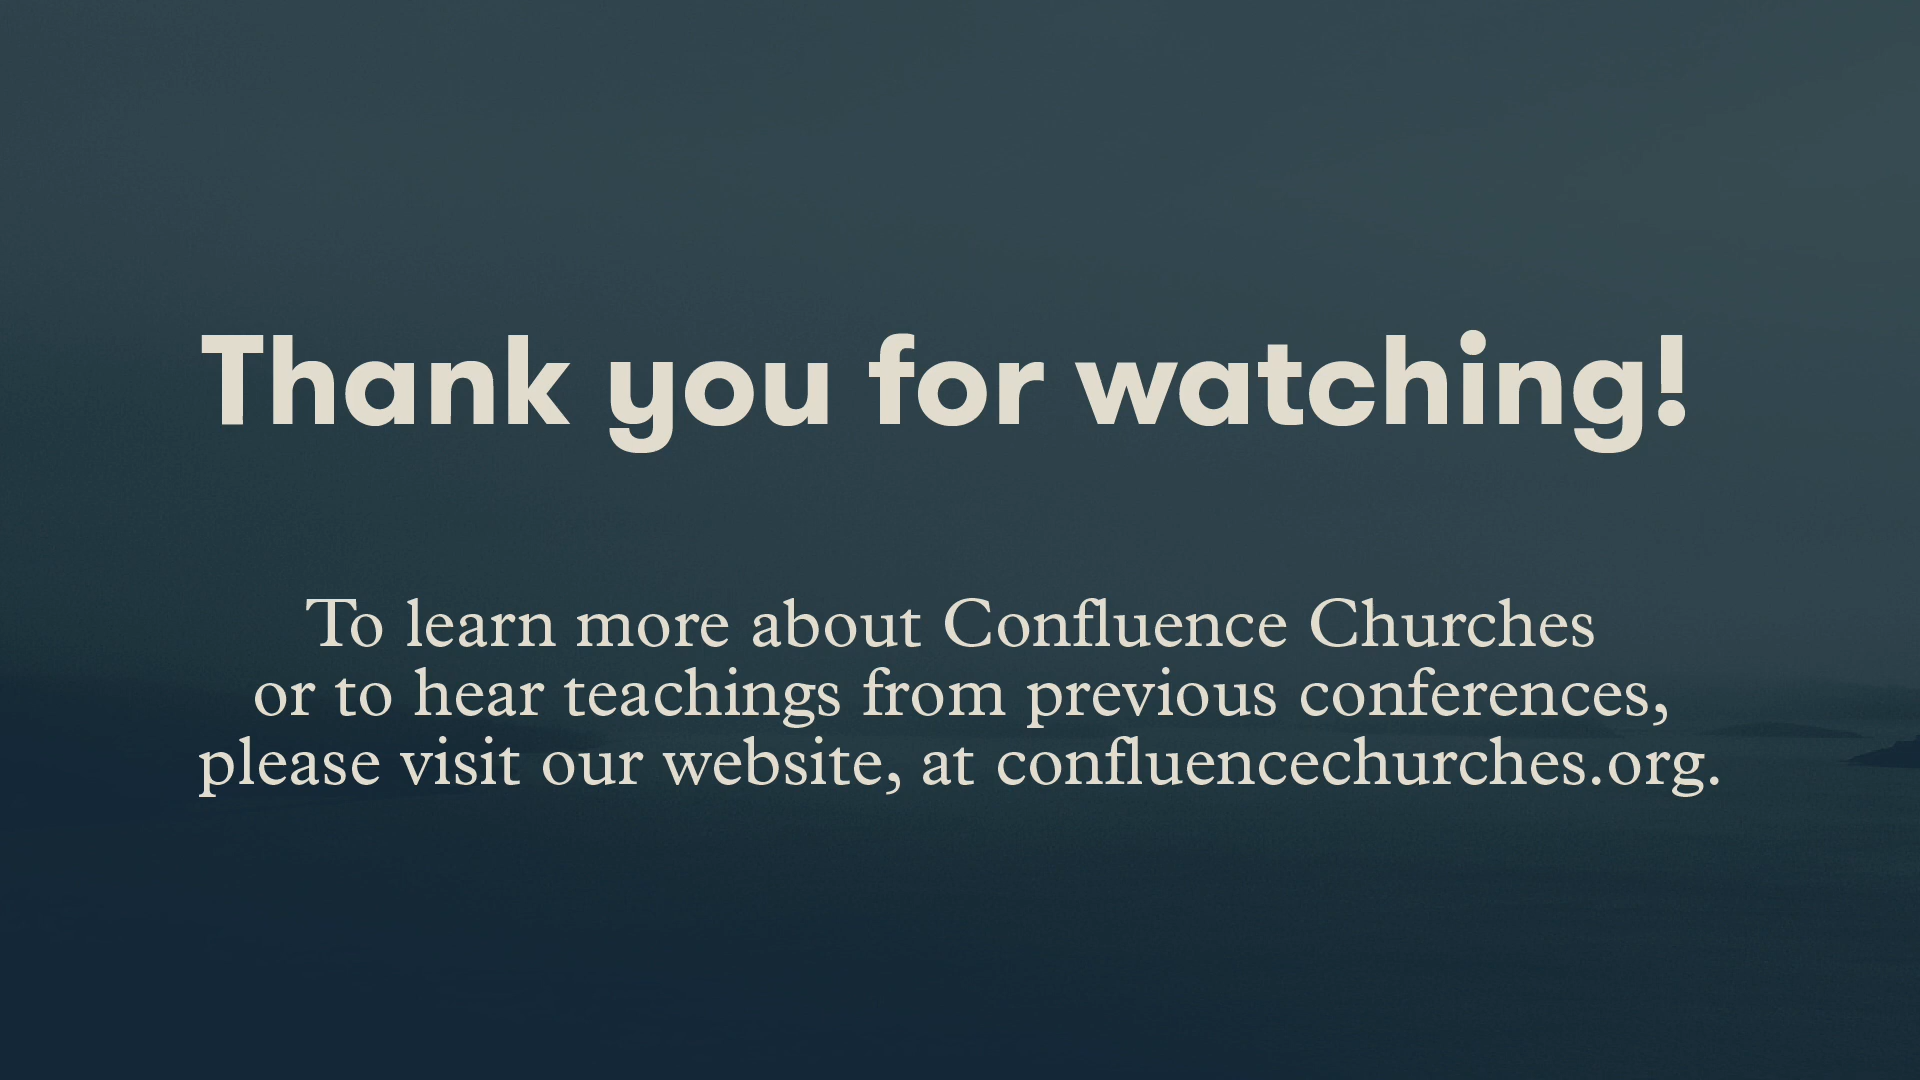 Thank you for watching!
To learn more about Confluence Churches
or to hear teachings from previous conferences,
please visit our website, at confluencechurches.org.